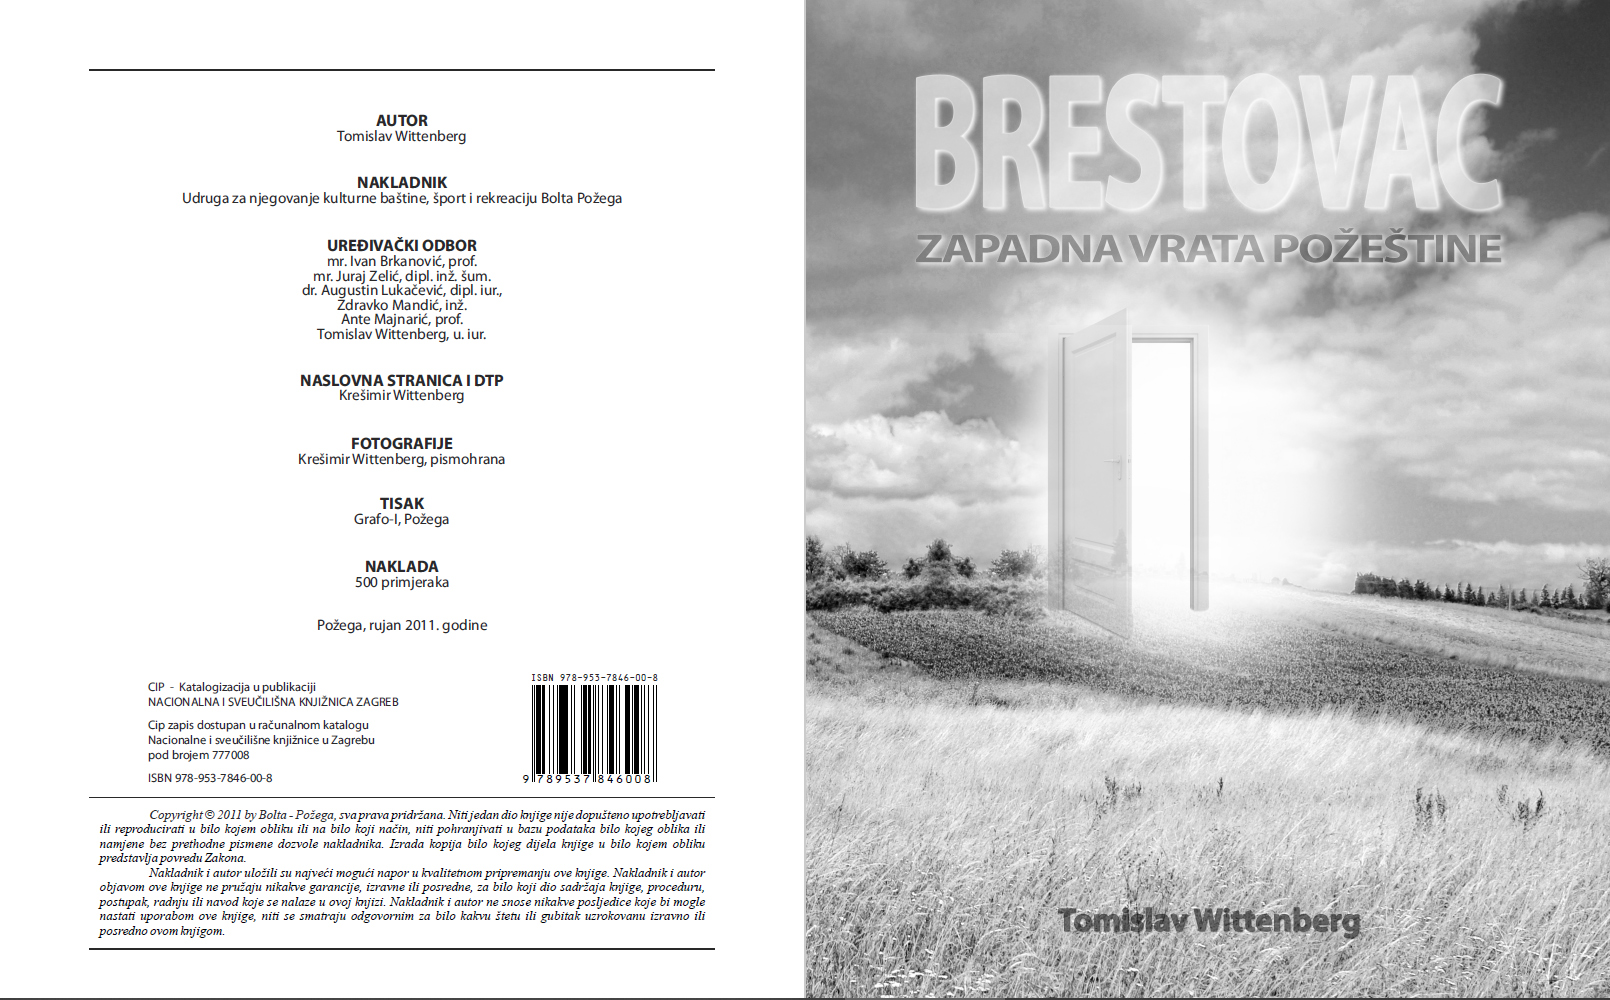 AUTOR
Tomislav Wittenberg
NAKLADNIK
Udruga za njegovanje kulturne baštine, šport i rekreaciju Bolta Požega
UREĐIVAČKI ODBOR
mr. Ivan Brkanović, prof.
mr. Juraj Zelić, dipl. inž. šum.
dr. Augustin Lukačević, dipl. iur.,
Zdravko Mandić, inž.
Ante Majnarić, prof.
Tomislav Wittenberg, u. iur.
NASLOVNA STRANICA I DTP
Krešimir Wittenberg
FOTOGRAFIJE
Krešimir Wittenberg, pismohrana
TISAK
Grafo-I, Požega
NAKLADA
500 primjeraka
Požega, rujan 2011. godine
CIP - Katalogizacija u publikaciji
NACIONALNA I SVEUČILIŠNA KNJIŽNICA ZAGREB
Cip zapis dostupan u računalnom katalogu
Nacionalne i sveučilišne knjižnice u Zagrebu
pod brojem 777008
ISBN 978-953-7846-00-8
ISBN 978-953-7846-00-8
9 789537 846008
Copyright © 2011 by Bolta - Požega, sva prava pridržana. Niti jedan dio knjige nije dopušteno upotrebljavati
ili reproducirati u bilo kojem obliku ili na bilo koji način, niti pohranjivati u bazu podataka bilo kojeg oblika ili
namjene bez prethodne pismene dozvole nakladnika. Izrada kopija bilo kojeg dijela knjige u bilo kojem obliku
predstavlja povredu Zakona.
Nakladnik i autor uložili su najveći mogući napor u kvalitetnom pripremanju ove knjige. Nakladnik i autor
objavom ove knjige ne pružaju nikakve garancije, izravne ili posredne, za bilo koji dio sadržaja knjige, proceduru,
postupak, radnju ili navod koje se nalaze u ovoj knjizi. Nakladnik i autor ne snose nikakve posljedice koje bi mogle
nastati uporabom ove knjige, niti se smatraju odgovornim za bilo kakvu štetu ili gubitak uzrokovanu izravno ili
posredno ovom knjigom.
BRESTOVAC
ZAPADNA VRATA POŽEŠTINE
Tomislav Wittenberg